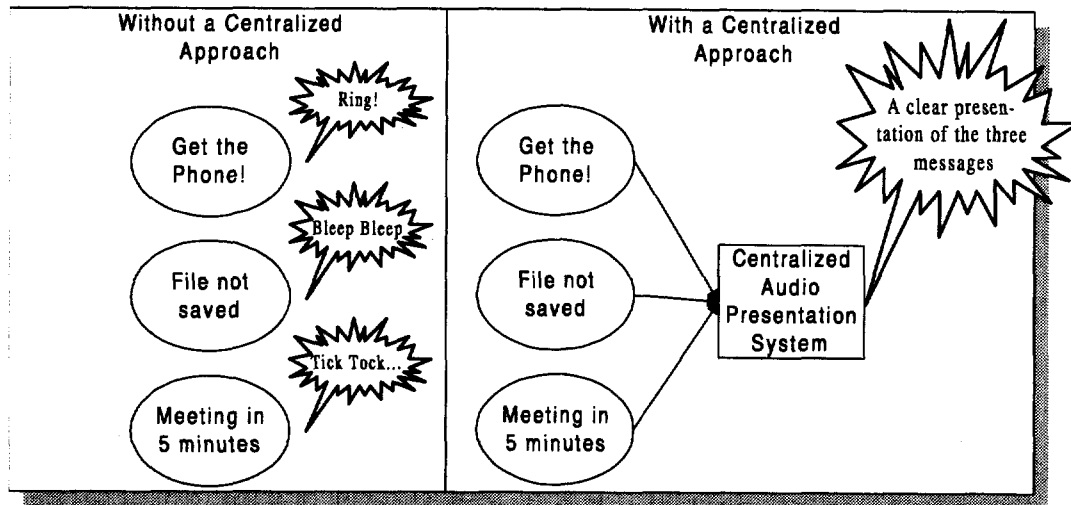 Without a Centralized
Approach
Ring!
Get the
Phone!
Bleep Bleep
File not
saved
Tick Tock...
Meeting in
5 minutes
With a Centralized
Approach
A clear presen-
tation of the three
messages
Get the
Phone!
File not
saved
Centralized
Audio
Presentation
System
Meeting in
5 minutes